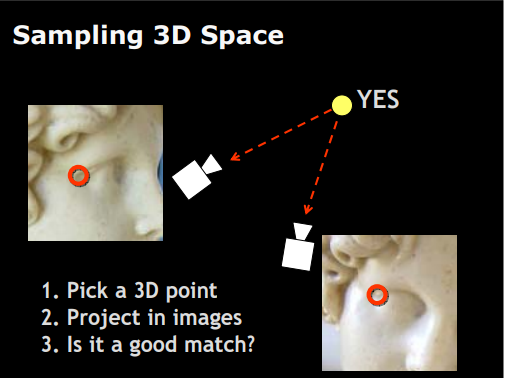 Sampling 3D Space
YES
1. Pick a 3D point
2. Project in images
3. Is it a good match?